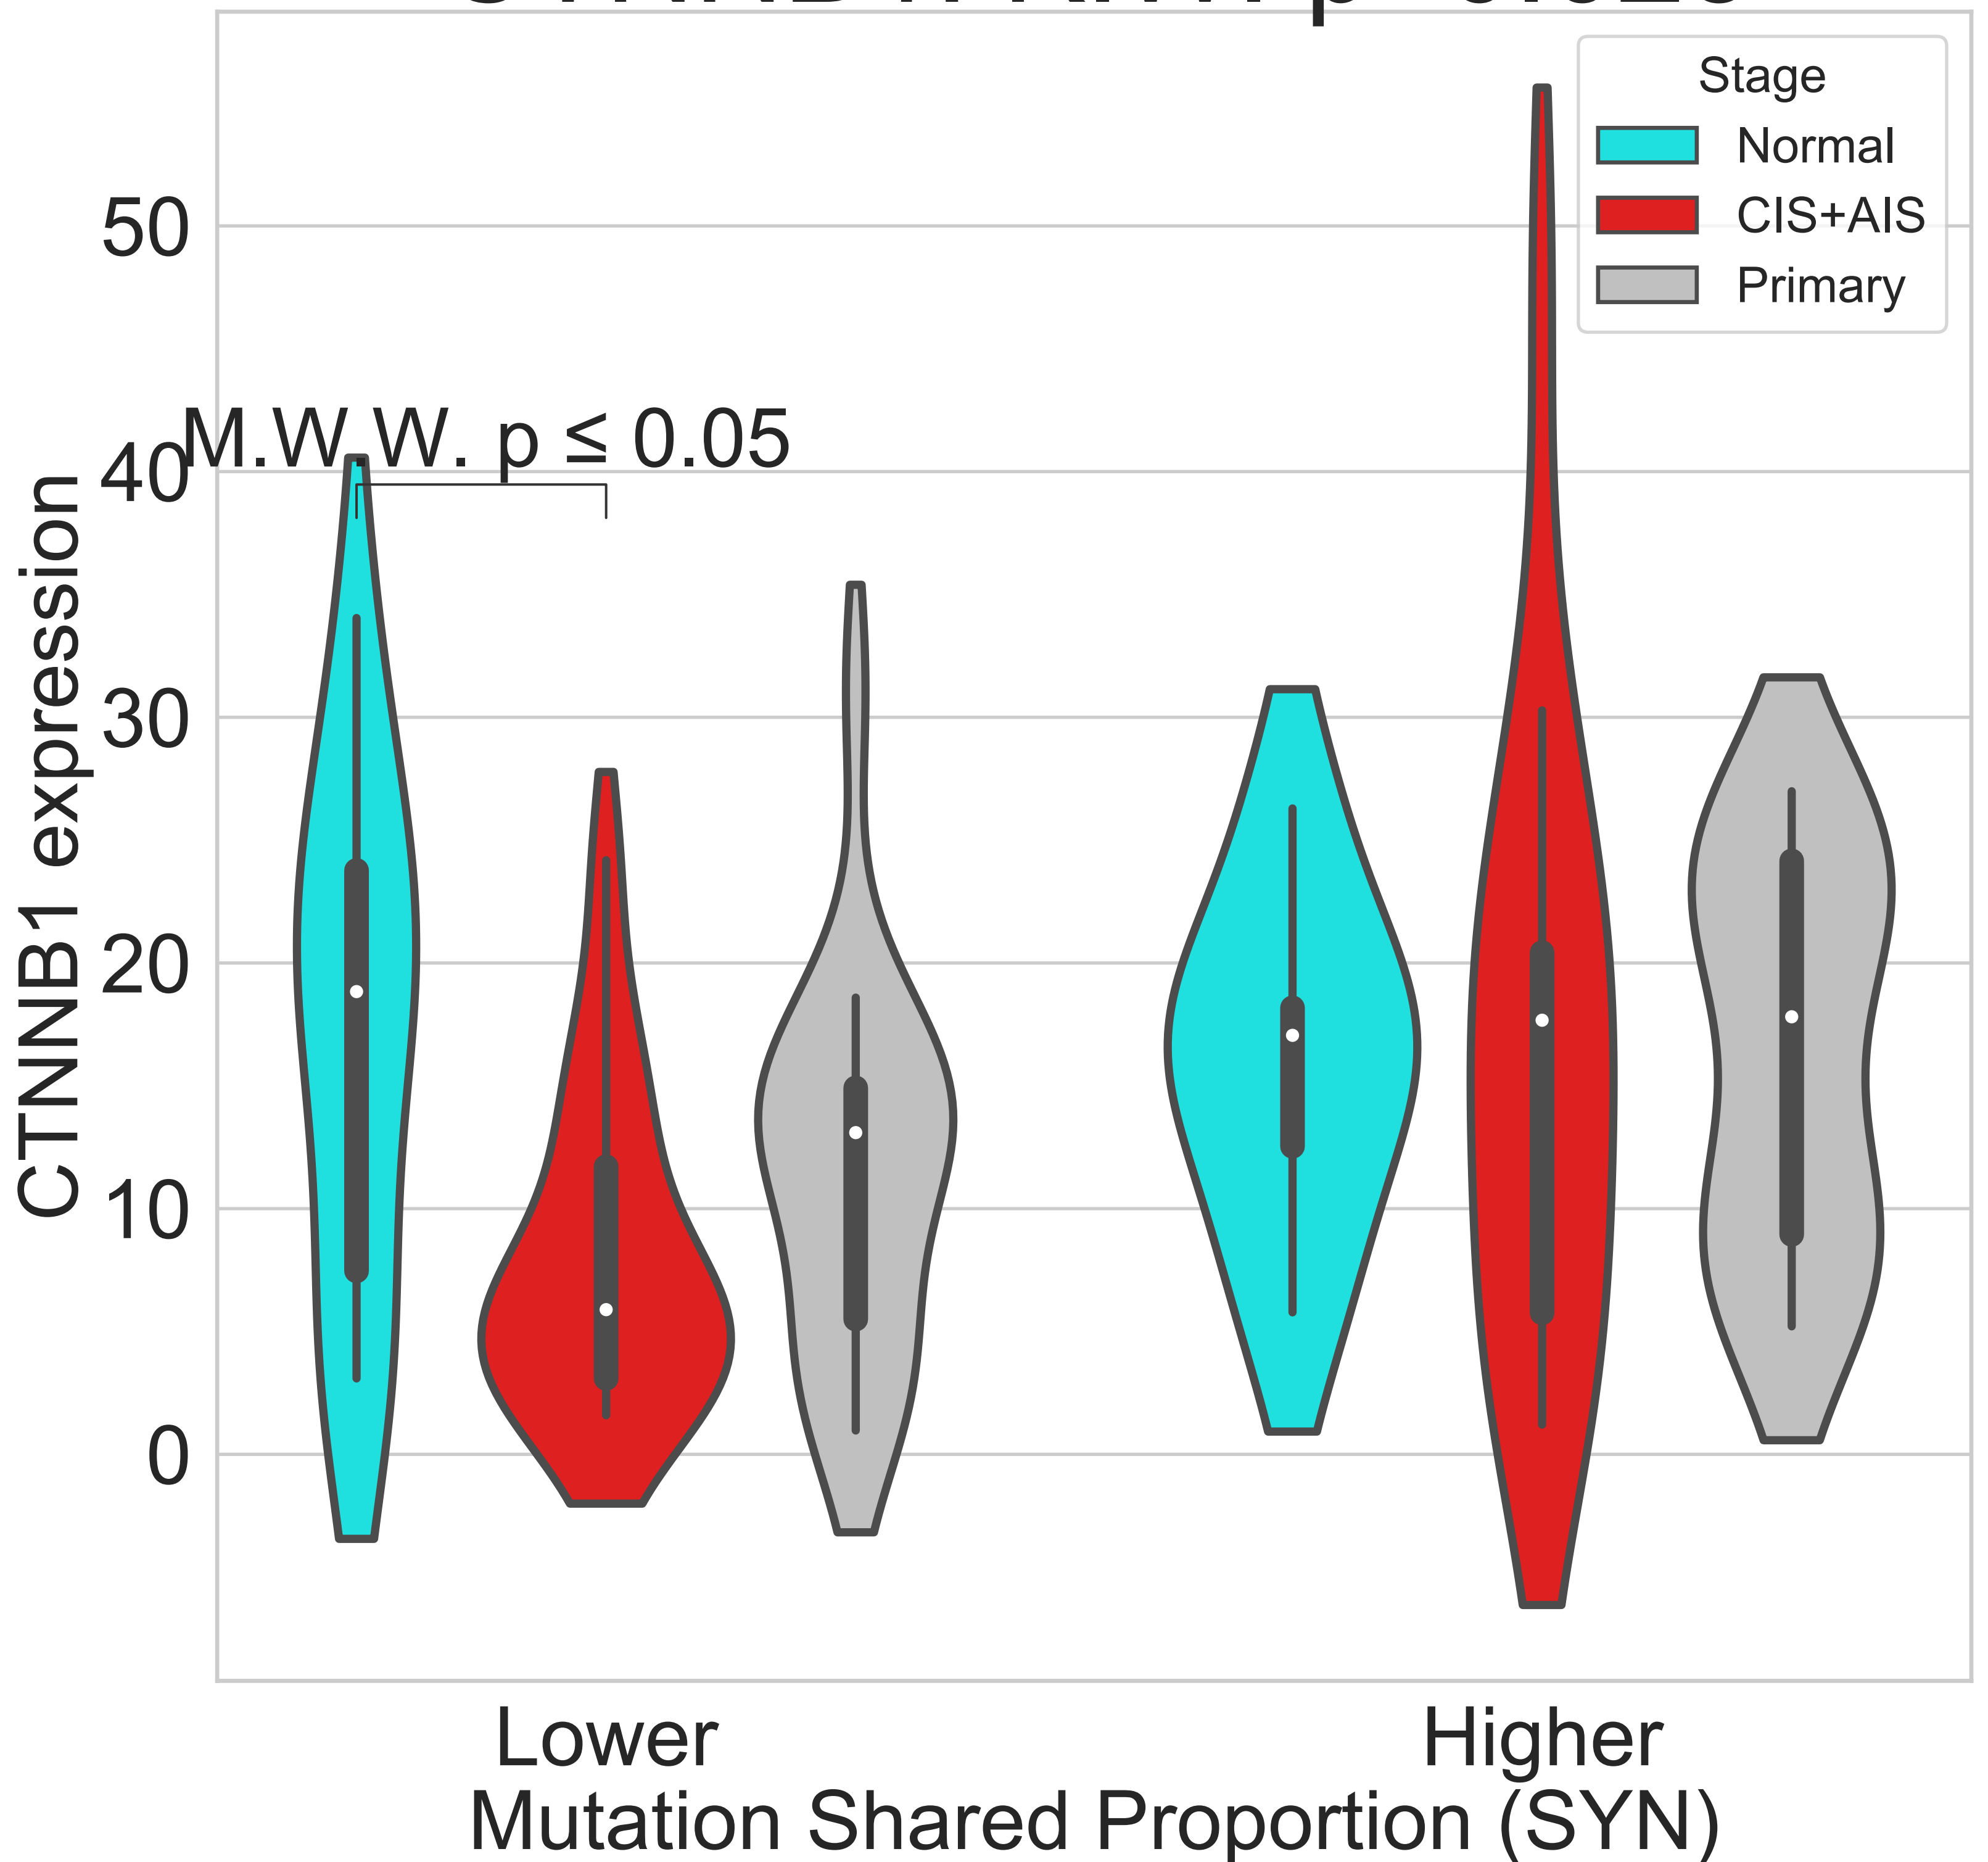 Stage
Normal
CIS+AIS
Primary
50
40
30
20
10
0
M.W.W. p ≤ 0.05
CTNNB1 expression
Lower
Higher
Mutation Shared Proportion (SYN)